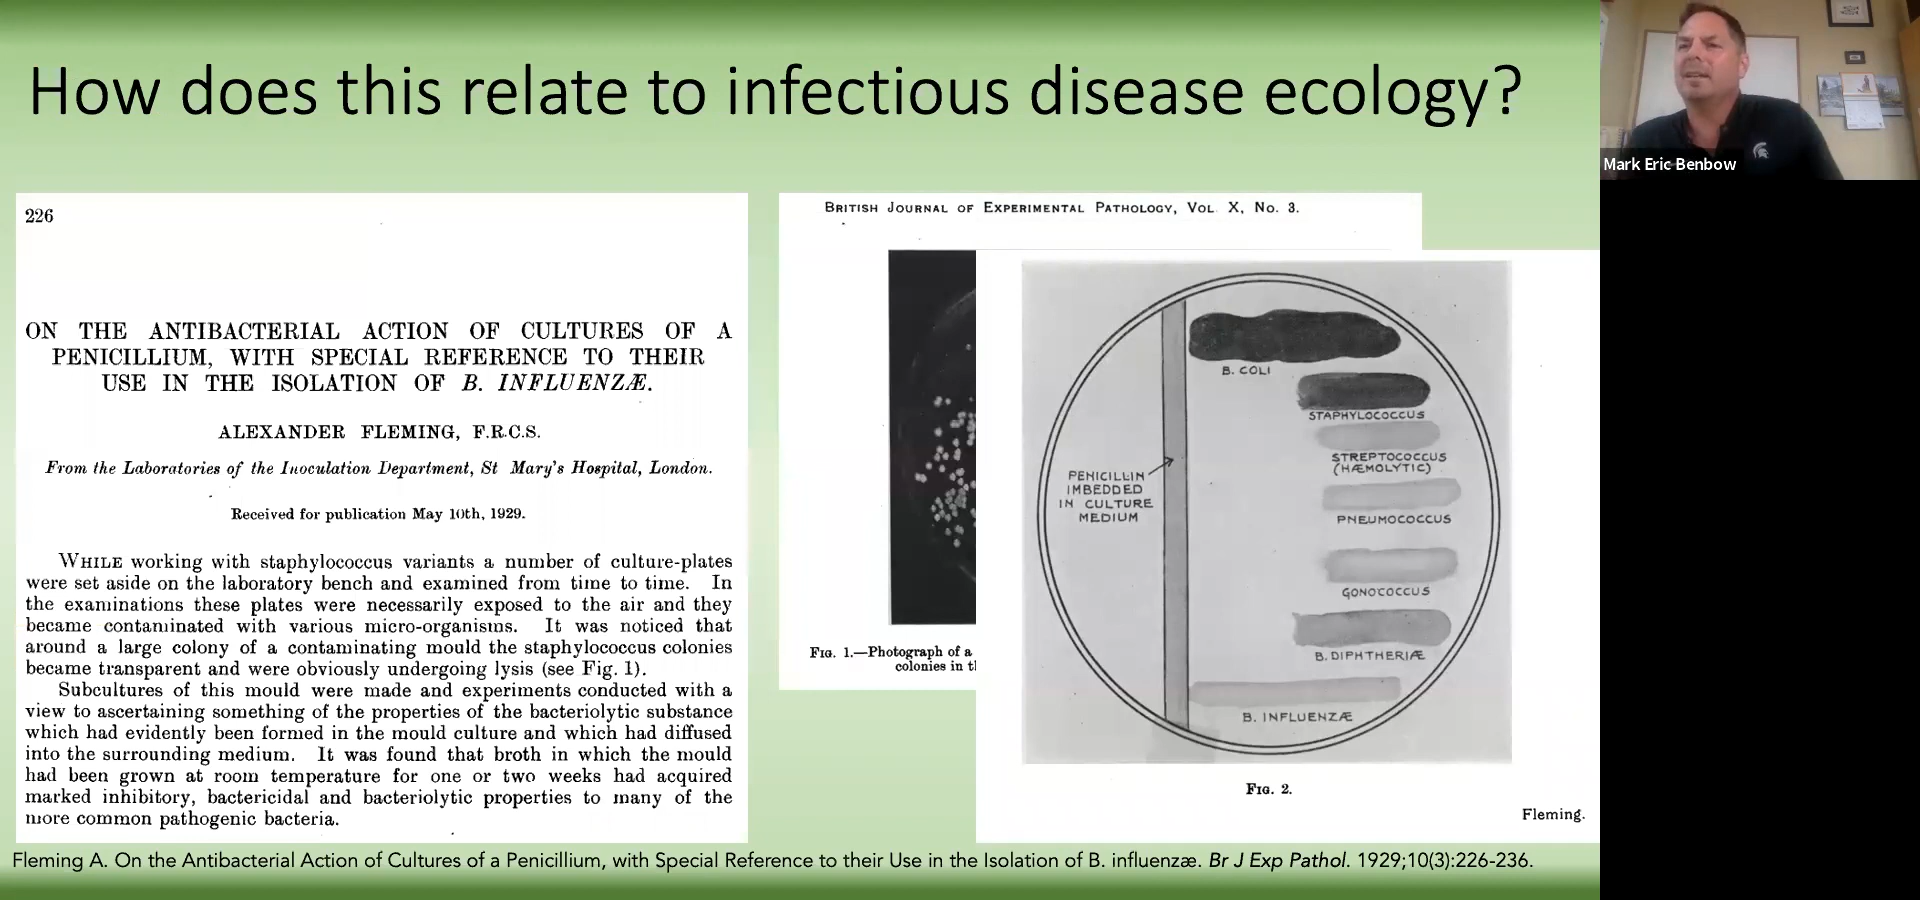 How does this relate to infectious disease ecology?
Mark Eric Benbow
226
ON THE ANTIBACTERIAL ACTION OF CULTURES OF A
PENICILLIUM, WITH SPECIAL REFERENCE TO THEIR
USE IN THE ISOLATION OF B. INFLUENZÆ.
ALEXANDER FLEMING, F.R.C.S.
From the Laboratories of the Inoculation Department, St Mary's Hospital, London.
Received for publication May 10th, 1929.
WHILE working with staphylococcus variants a number of culture-plates
were set aside on the laboratory bench and examined from time to time. In
the examinations these plates were necessarily exposed to the air and they
became contaminated with various micro-organisms. It was noticed that
around a large colony of a contaminating mould the staphylococcus colonies
became transparent and were obviously undergoing lysis (see Fig. 1).
Subcultures of this mould were made and experiments conducted with a
view to ascertaining something of the properties of the bacteriolytic substance
which had evidently been formed in the mould culture and which had diffused
into the surrounding medium. It was found that broth in which the mould
had been grown at room temperature for one or two weeks had acquired
marked inhibitory, bactericidal and bacteriolytic properties to many of the
more common pathogenic bacteria.
BRITISH JOURNAL OF EXPERIMENTAL PATHOLOGY, VOL. X, NO. 3.
FIG. 1.—Photograph of a
colonies in
PENICILLIN
IMBEDDED
IN CULTURE
MEDIUM
B. COLI
STAPHYLOCOCCUS
STREPTOCOCCUS
(HÆMOLYTIC)
PNEUMOCOCCUS
GONOCOCCUS
B. DIPHTHERIÆ
B. INFLUENZÆ
FIG. 2.
Fleming.
Fleming A. On the Antibacterial Action of Cultures of a Penicillium, with Special Reference to their Use in the Isolation of B. influenzæ. Br J Exp Pathol. 1929;10(3):226-236.